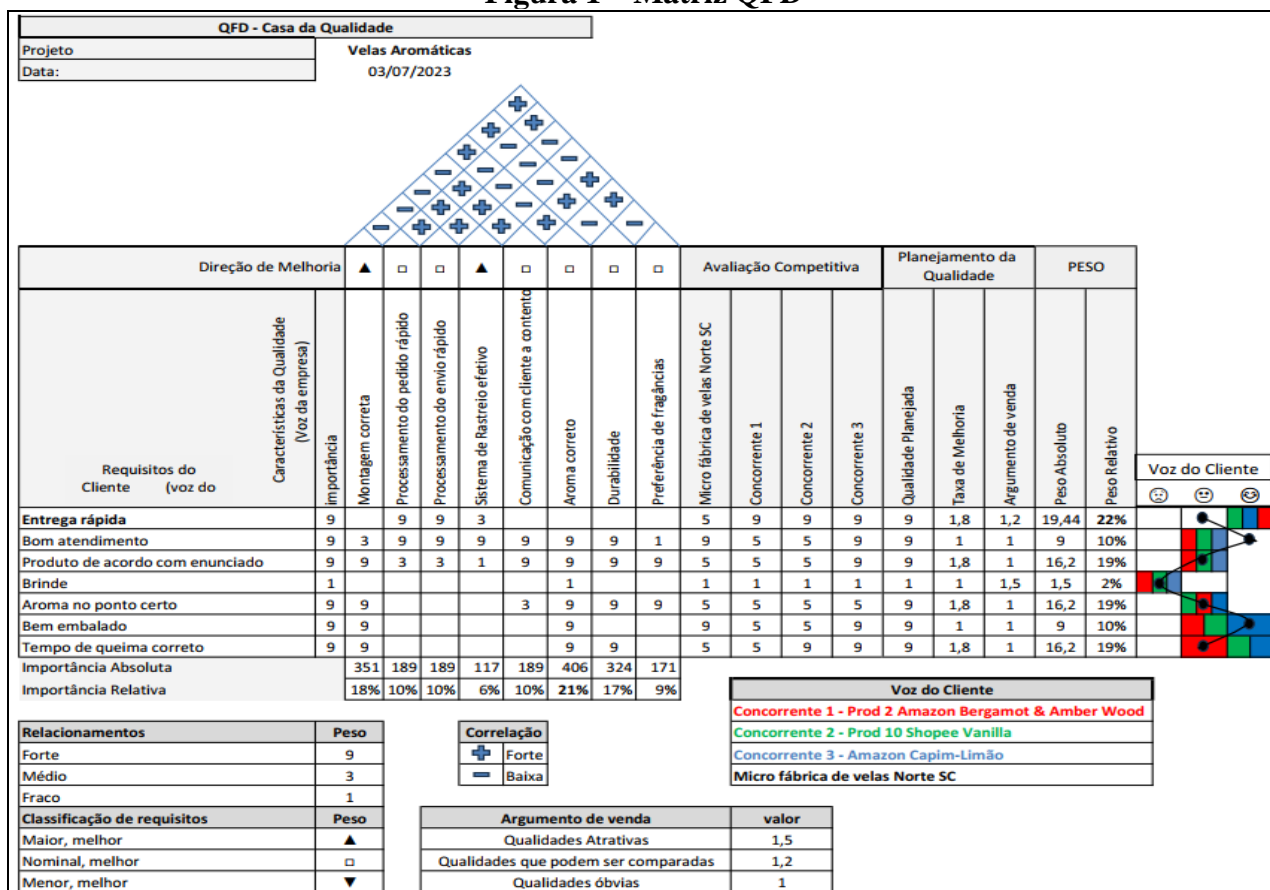 Figura 1 - Matriz QFD
QFD - Casa da Qualidade
Projeto Velas Aromáticas
Data: 03/07/2023
Direção de Melhoria ▲ □ □ ▲ □ □ □ □ Avaliação Competitiva Planejamento da Qualidade PESO
Características da Qualidade (Voz da empresa)
Requisitos do
Cliente (voz do
importância
Montagem correta
Processamento do pedido rápido
Processamento do envio rápido
Sistema de Rastreio efetivo
Comunicação com cliente a contento
Aroma correto
Durabilidade
Preferência de fragâncias
Micro fábrica de velas Norte SC
Concorrente 1
Concorrente 2
Concorrente 3
Qualidade Planejada
Taxa de Melhoria
Argumento de venda
Peso Absoluto
Peso Relativo
Voz do Cliente
Entrega rápida 9 9 9 3 5 9 9 9 9 1,8 1,2 19,44 22%
Bom atendimento 9 3 9 9 9 9 9 9 1 9 5 5 9 9 1 1 9 10%
Produto de acordo com enunciado 9 9 3 3 1 9 9 9 9 5 5 5 9 9 1,8 1 16,2 19%
Brinde 1 1 1 1 1 1 1 1 1,5 1,5 2%
Aroma no ponto certo 9 9 3 9 9 9 5 5 5 5 9 1,8 1 16,2 19%
Bem embalado 9 9 9 9 5 5 9 9 1 1 9 10%
Tempo de queima correto 9 9 9 9 5 5 9 9 9 1,8 1 16,2 19%
Importância Absoluta 351 189 189 117 189 406 324 171
Importância Relativa 18% 10% 10% 6% 10% 21% 17% 9%
Voz do Cliente
Concorrente 1 - Prod 2 Amazon Bergamot & Amber Wood
Concorrente 2 - Prod 10 Shopee Vanilla
Concorrente 3 - Amazon Capim-Limão
Micro fábrica de velas Norte SC
Relacionamentos Peso
Forte 9
Médio 3
Fraco 1
Correlação
Forte
Baixa
Classificação de requisitos Peso
Maior, melhor ▲
Nominal, melhor □
Menor, melhor ▼
Argumento de venda valor
Qualidades Atrativas 1,5
Qualidades que podem ser comparadas 1,2
Qualidades óbvias 1